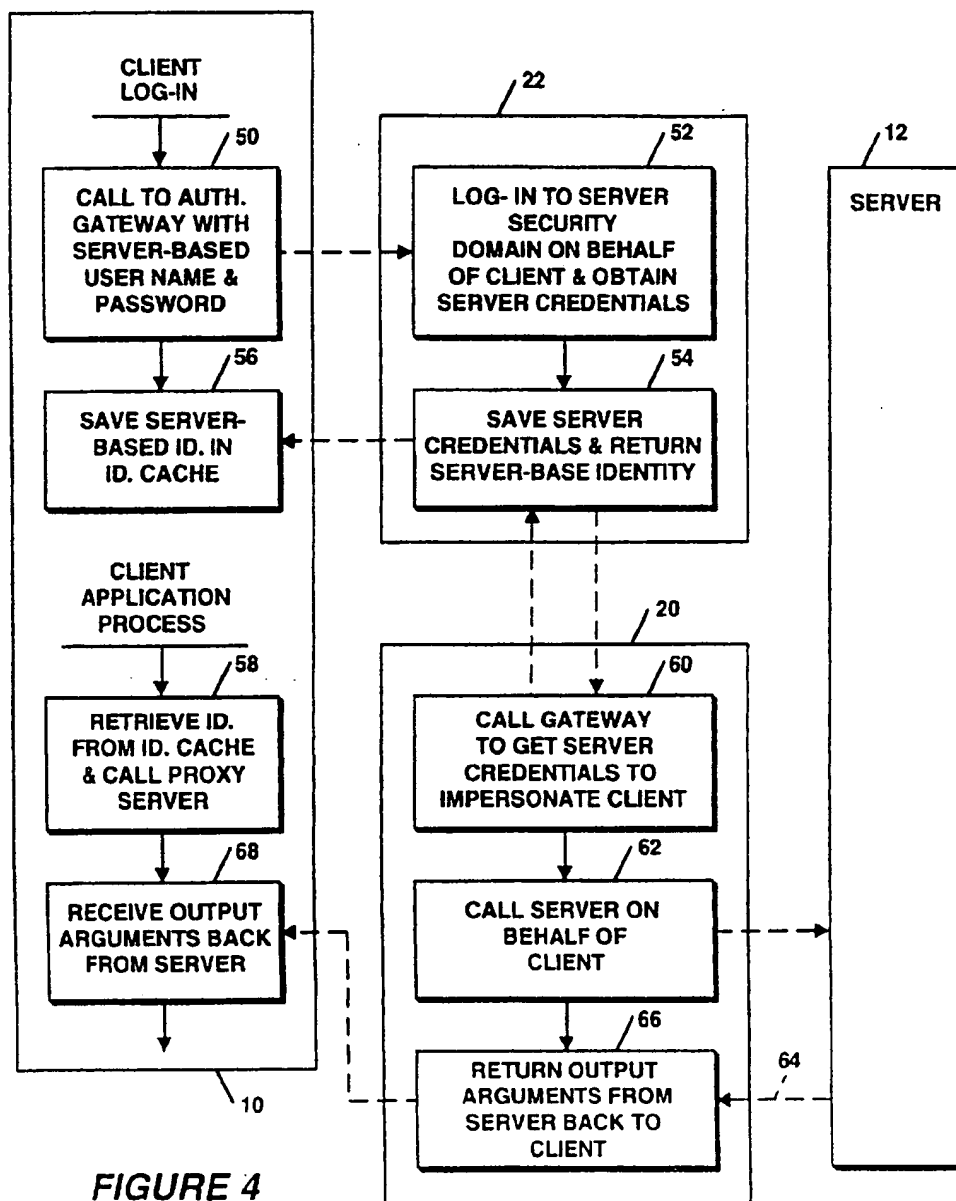 CLIENT
LOG-IN
50
CALL TO AUTH.
GATEWAY WITH
SERVER-BASED
USER NAME &
PASSWORD
56
SAVE SERVER-
BASED ID. IN
ID. CACHE
CLIENT
APPLICATION
PROCESS
58
RETRIEVE ID.
FROM ID. CACHE
& CALL PROXY
SERVER
68
RECEIVE OUTPUT
ARGUMENTS BACK
FROM SERVER
10
22
52
LOG- IN TO SERVER
SECURITY
DOMAIN ON BEHALF
OF CLIENT & OBTAIN
SERVER CREDENTIALS
54
SAVE SERVER
CREDENTIALS & RETURN
SERVER-BASE IDENTITY
20
60
CALL GATEWAY
TO GET SERVER
CREDENTIALS TO
IMPERSONATE CLIENT
62
CALL SERVER ON
BEHALF OF
CLIENT
66
RETURN OUTPUT
ARGUMENTS FROM
SERVER BACK TO
CLIENT
64
12
SERVER
FIGURE 4